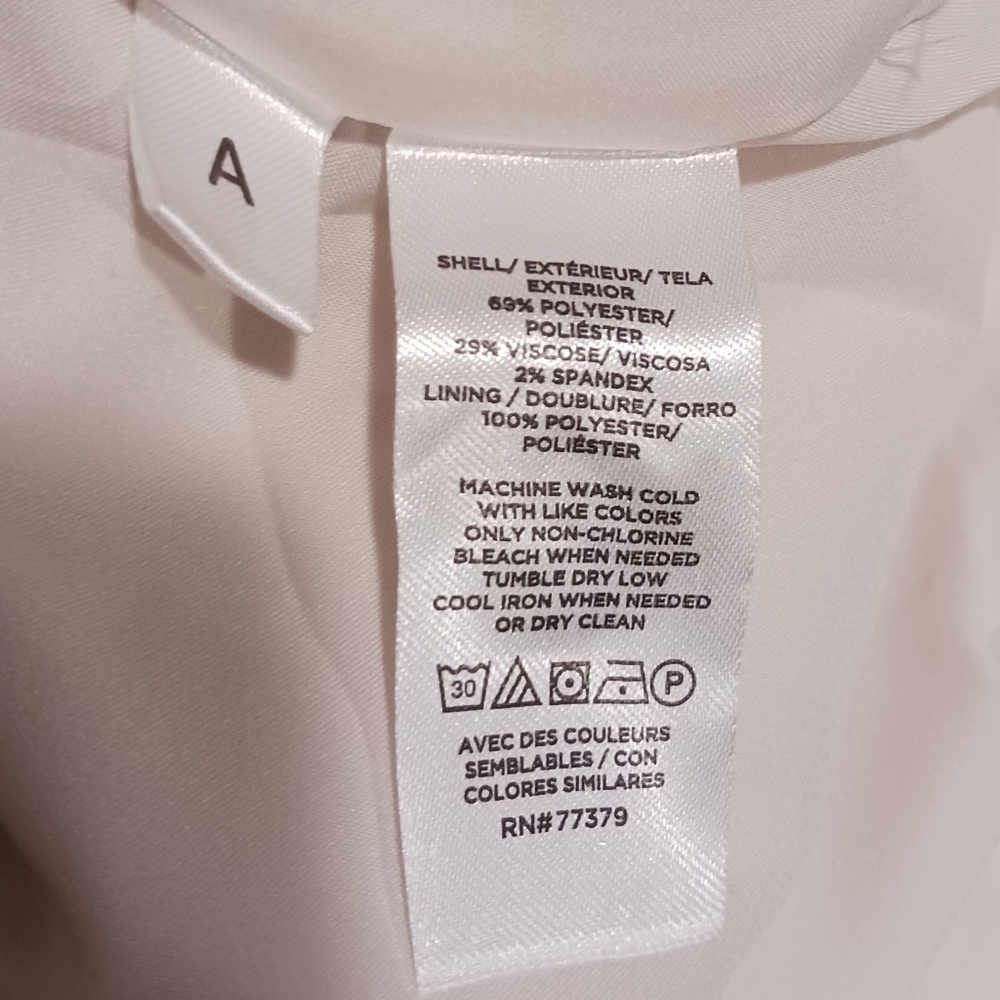 A
SHELL/ EXTÉRIEUR/ TELA
EXTERIOR
69% POLYESTER/
POLIÉSTER
29% VISCOSE/ VISCOSA
2% SPANDEX
LINING / DOUBLURE/ FORRO
100% POLYESTER/
POLIÉSTER
MACHINE WASH COLD
WITH LIKE COLORS
ONLY NON-CHLORINE
BLEACH WHEN NEEDED
TUMBLE DRY LOW
COOL IRON WHEN NEEDED
OR DRY CLEAN
30 P
AVEC DES COULEURS
SEMBLABLES / CON
COLORES SIMILARES
RN#77379